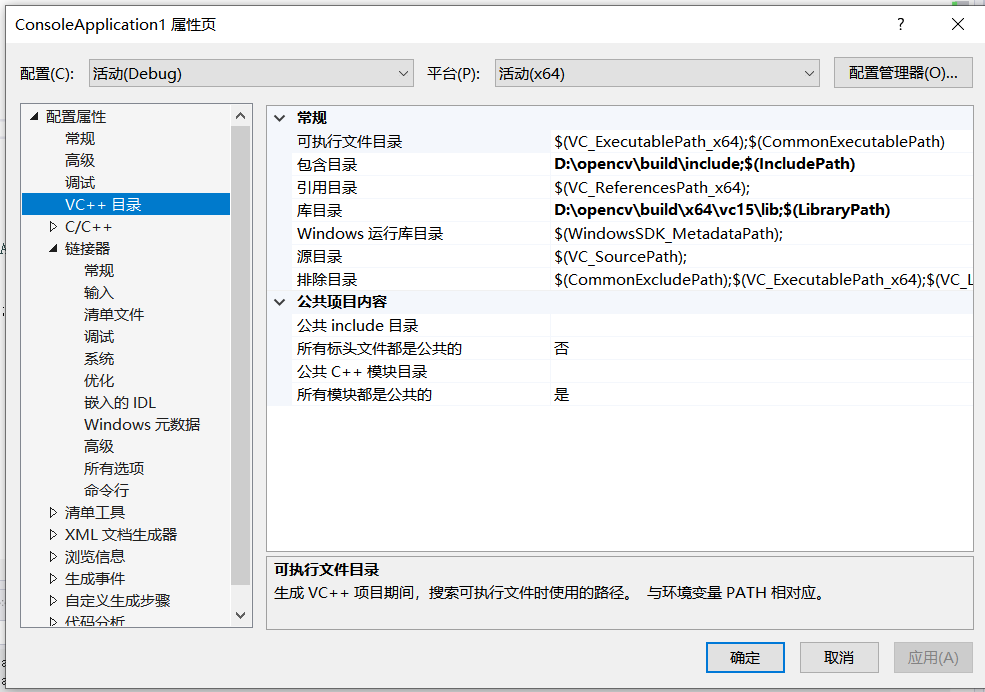 ConsoleApplication1 属性页
?
配置(C):
活动(Debug)
平台(P):
活动(x64)
配置管理器(O)...
配置属性
常规
高级
调试
VC++ 目录
C/C++
链接器
常规
输入
清单文件
调试
系统
优化
嵌入的 IDL
Windows 元数据
高级
所有选项
命令行
清单工具
XML 文档生成器
浏览信息
生成事件
自定义生成步骤
代码分析
常规
可执行文件目录 $(VC_ExecutablePath_x64);$(CommonExecutablePath)
包含目录 D:\opencv\build\include;$(IncludePath)
引用目录 $(VC_ReferencesPath_x64);
库目录 D:\opencv\build\x64\vc15\lib;$(LibraryPath)
Windows 运行库目录 $(WindowsSDK_MetadataPath);
源目录 $(VC_SourcePath);
排除目录 $(CommonExcludePath);$(VC_ExecutablePath_x64);$(VC_L
公共项目内容
公共 include 目录
所有标头文件都是公共的 否
公共 C++ 模块目录
所有模块都是公共的 是
可执行文件目录
生成 VC++ 项目期间，搜索可执行文件时使用的路径。 与环境变量 PATH 相对应。
确定
取消
应用(A)